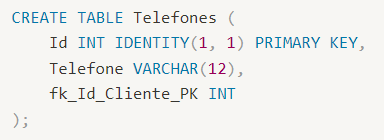 CREATE TABLE Telefones (
    Id INT IDENTITY(1, 1) PRIMARY KEY,
    Telefone VARCHAR(12),
    fk_Id_Cliente_PK INT
);